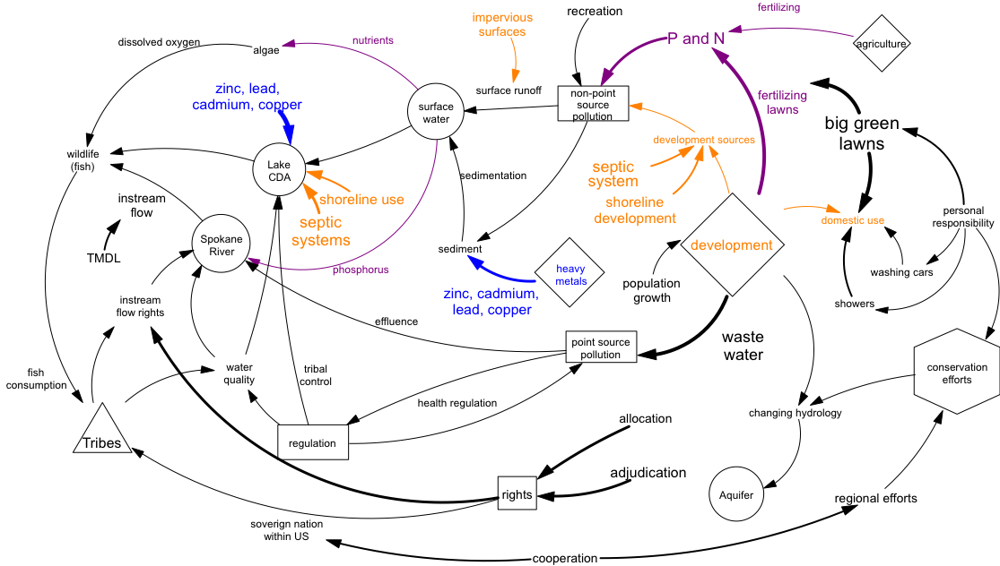 recreation
fertilizing
impervious
surfaces
P and N
agriculture
dissolved oxygen
algae
nutrients
zinc, lead,
cadmium, copper
surface
water
surface runoff
non-point
source
pollution
fertilizing
lawns
big green
lawns
development sources
wildlife
(fish)
Lake
CDA
sedimentation
septic
system
shoreline use
instream
flow
shoreline
development
septic
systems
personal
responsibility
domestic use
Spokane
River
TMDL
sediment
development
phosphorus
heavy
metals
washing cars
population
growth
zinc, cadmium,
lead, copper
instream
flow rights
showers
effluence
point source
pollution
waste
water
fish
consumption
water
quality
tribal
control
conservation
efforts
health regulation
changing hydrology
allocation
Tribes
regulation
adjudication
rights
Aquifer
regional efforts
soverign nation
within US
cooperation